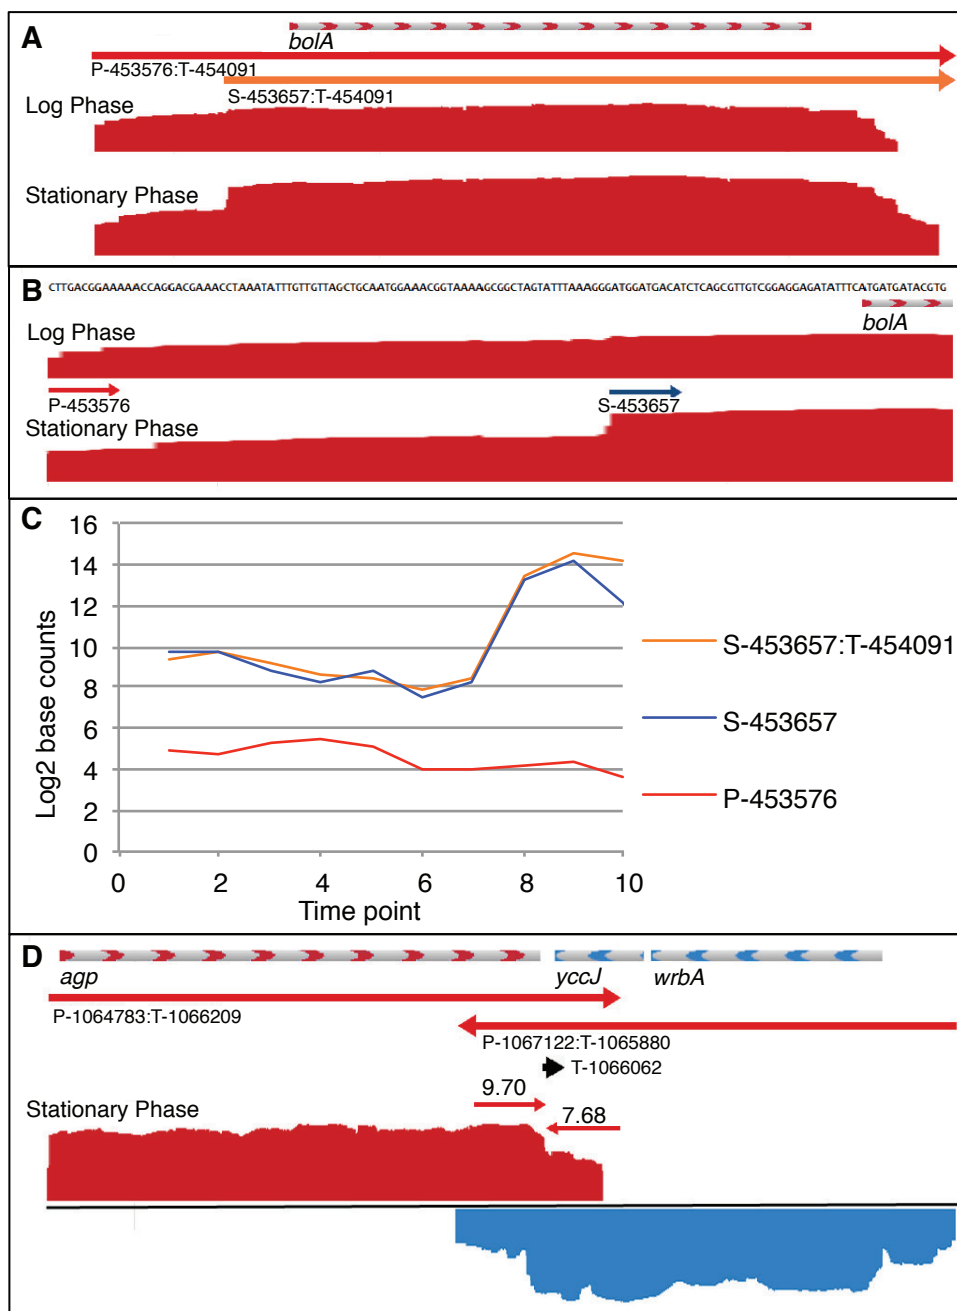 A
bolA
P-453576:T-454091
S-453657:T-454091
Log Phase
Stationary Phase
B
CTTGACGGAAAAACCAGGACGAAACCTAAATATTTGTTGTTAGCTGCAATGGAAACGGTAAAAGCGGCTAGTATTTAAAGGGATGGATGACATCTCAGCGTTGTCGGAGGAGATATTTCATGATGATACGTG
Log Phase
bolA
P-453576
S-453657
Stationary Phase
C
16
14
12
10
8
6
4
2
0
Log2 base counts
0 2 4 6 8 10
Time point
S-453657:T-454091
S-453657
P-453576
D
agp
yccJ
wrbA
P-1064783:T-1066209
P-1067122:T-1065880
T-1066062
9.70
7.68
Stationary Phase